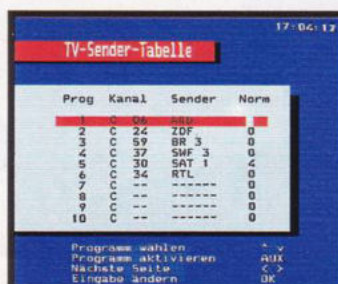 17:04:17
TV-Sender-Tabelle
Prog Kanal Sender Norm
1 C 06 ARD
2 C 24 ZDF 0
3 C 59 BR 3 0
4 C 37 SWF 3 0
5 C 30 SAT 1 4
6 C 34 RTL 0
7 C -- ------ 0
8 C -- ------ 0
9 C -- ------ 0
10 C -- ------ 0
Programm wählen ^ v
Programm aktivieren AUX
Nächste Seite < >
Eingabe ändern OK